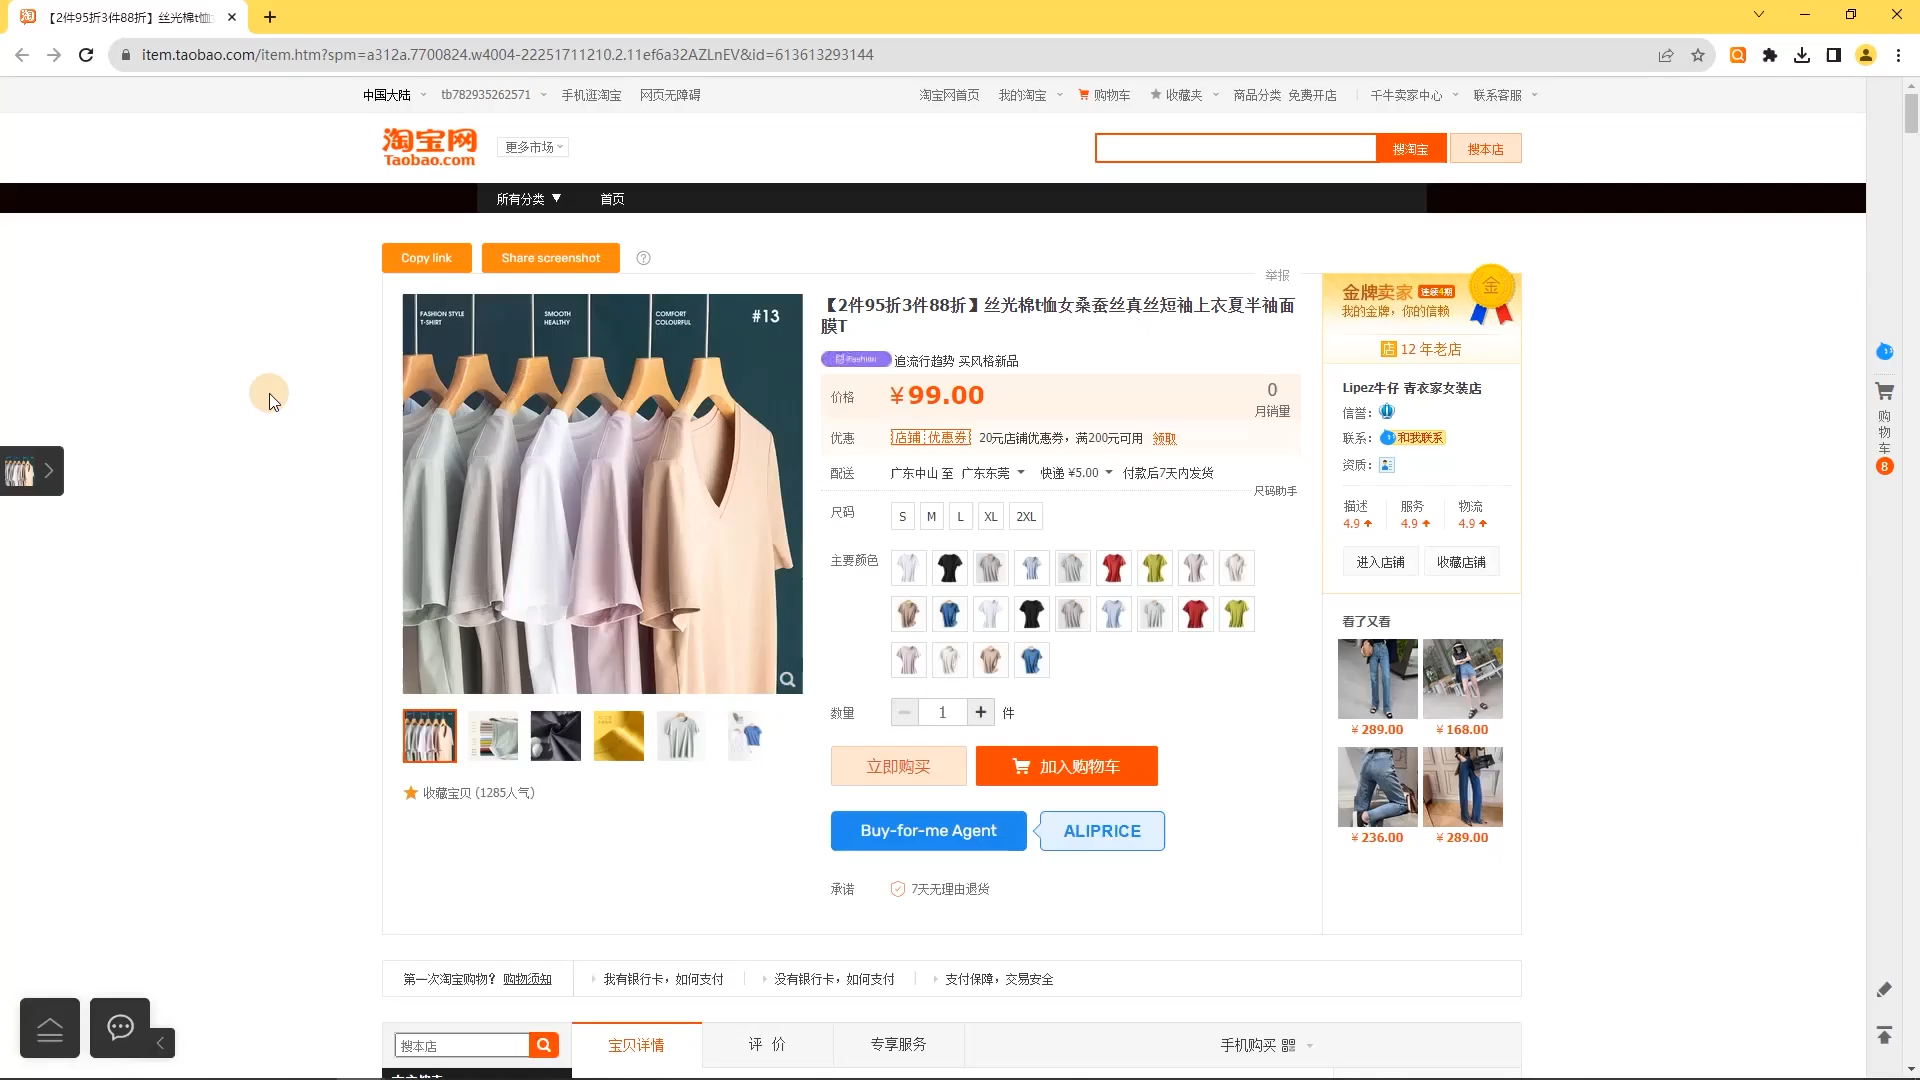 【2件95折3件88折】丝光棉t恤
item.taobao.com/item.htm?spm=a312a.7700824.w4004-22251711210.2.11ef6a32AZLnEV&id=613613293144
中国大陆 tb782935262571 手机逛淘宝 网页无障碍 淘宝网首页 我的淘宝 购物车 收藏夹 商品分类 免费开店 千牛卖家中心 联系客服
淘宝网
Taobao.com
更多市场
搜淘宝 搜本店
所有分类 首页
Copy link Share screenshot
举报
FASHION STYLE
T-SHIRT
SMOOTH
HEALTHY
COMFORT
COLOURFUL
#13
收藏宝贝 (1285人气)
【2件95折3件88折】丝光棉t恤女桑蚕丝真丝短袖上衣夏半袖面
膜T
iFashion 追流行趋势 买风格新品
价格 ¥99.00
0
月销量
优惠 店铺优惠券 20元店铺优惠券，满200元可用 领取
配送 广东中山 至 广东东莞 快递 ¥5.00 付款后7天内发货
尺码助手
尺码 S M L XL 2XL
主要颜色
数量 1 件
立即购买 加入购物车
Buy-for-me Agent ALIPRICE
承诺 7天无理由退货
金牌卖家 连续4期
我的金牌，你的信赖
金
店 12 年老店
Lipez牛仔 青衣家女装店
信誉：
联系： 和我联系
资质：
描述 服务 物流
4.9 4.9 4.9
进入店铺 收藏店铺
看了又看
¥289.00 ¥168.00
¥236.00 ¥289.00
购物车
8
第一次淘宝购物？ 购物须知 我有银行卡，如何支付 没有银行卡，如何支付 支付保障，交易安全
搜本店 宝贝详情 评 价 专享服务 手机购买